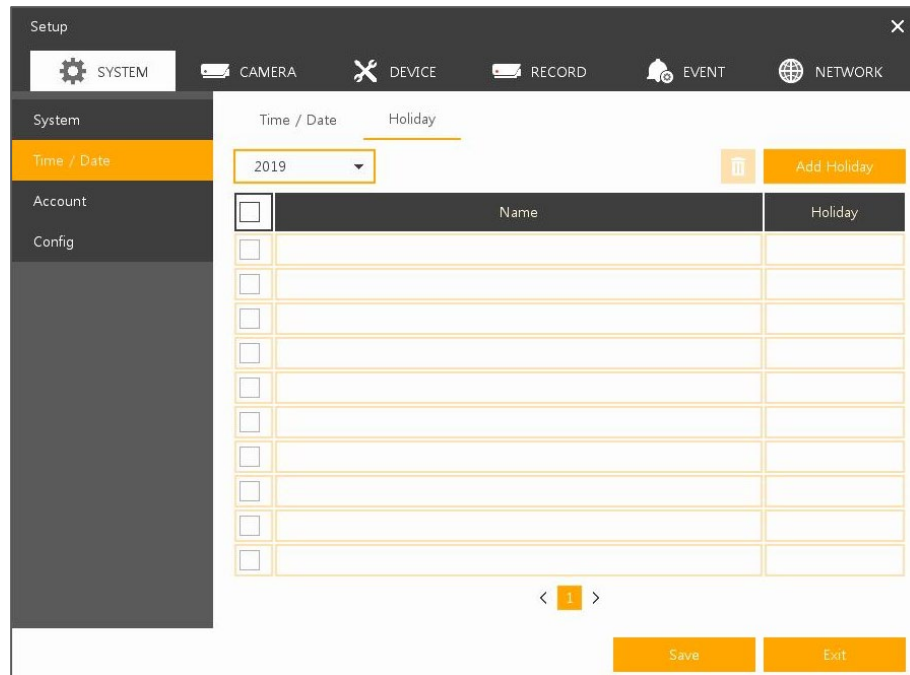 Setup
SYSTEM CAMERA DEVICE RECORD EVENT NETWORK
System
Time / Date
Account
Config
Time / Date Holiday
2019 Add Holiday
Name Holiday
< 1 >
Save Exit